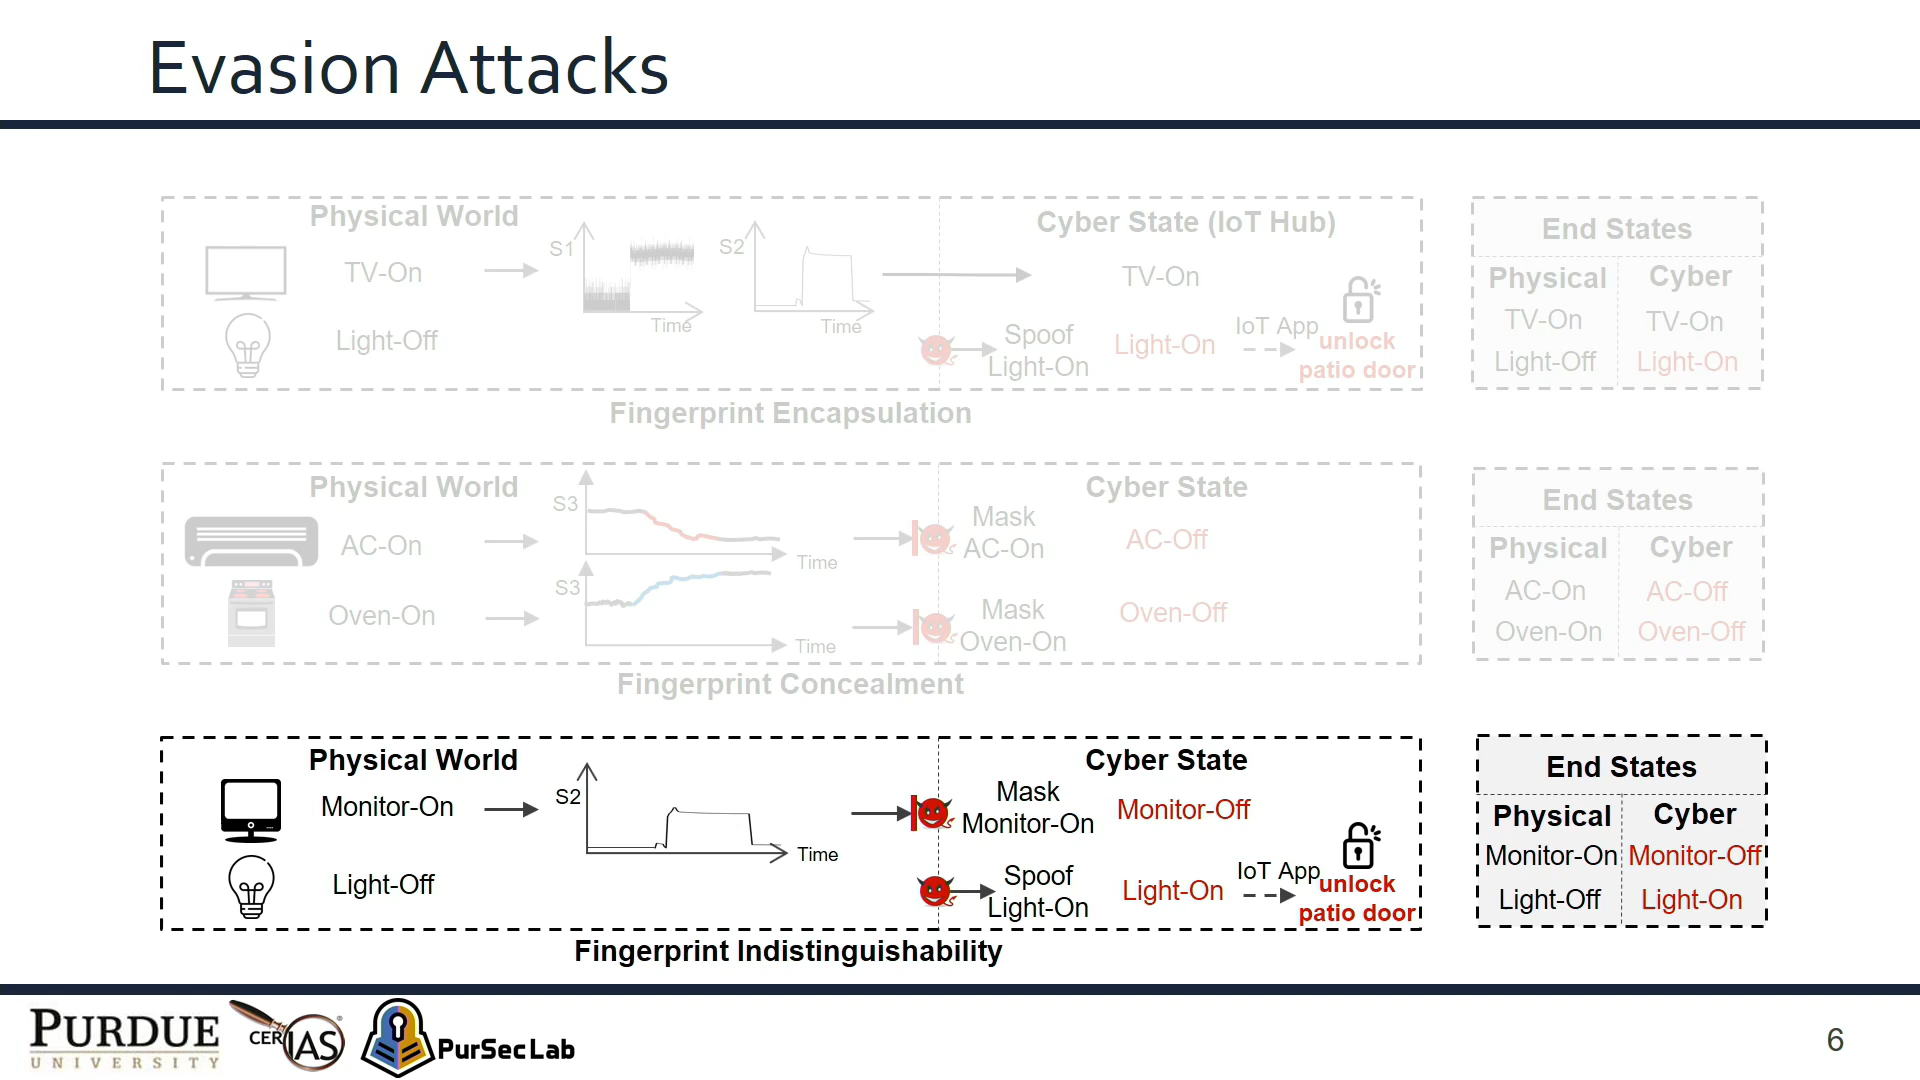 Evasion Attacks
Physical World
TV-On
Light-Off
S1
Time
S2
Time
Cyber State (IoT Hub)
TV-On
Spoof
Light-On
Light-On
IoT App
unlock
patio door
End States
Physical Cyber
TV-On TV-On
Light-Off Light-On
Fingerprint Encapsulation
Physical World
AC-On
Oven-On
S3
Time
S3
Time
Cyber State
Mask
AC-On
AC-Off
Mask
Oven-On
Oven-Off
End States
Physical Cyber
AC-On AC-Off
Oven-On Oven-Off
Fingerprint Concealment
Physical World
Monitor-On
Light-Off
S2
Time
Cyber State
Mask
Monitor-On
Monitor-Off
Spoof
Light-On
Light-On
IoT App
unlock
patio door
End States
Physical Cyber
Monitor-On Monitor-Off
Light-Off Light-On
Fingerprint Indistinguishability
PURDUE
UNIVERSITY
CERIAS
PurSecLab
6